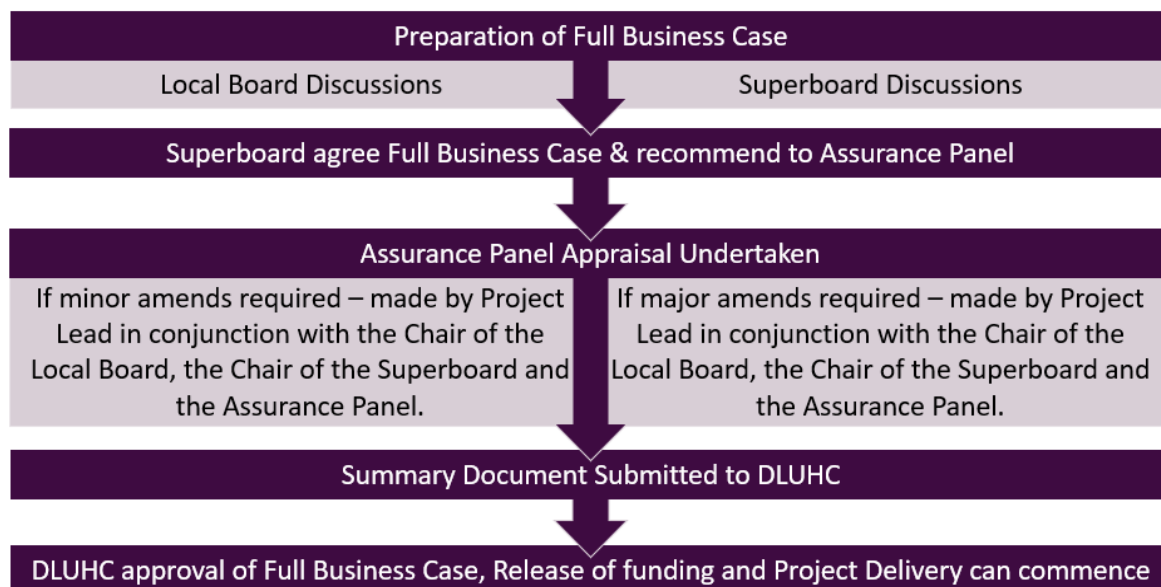 Preparation of Full Business Case
Local Board Discussions
Superboard Discussions
Superboard agree Full Business Case & recommend to Assurance Panel
Assurance Panel Appraisal Undertaken
If minor amends required – made by Project
Lead in conjunction with the Chair of the
Local Board, the Chair of the Superboard and
the Assurance Panel.
If major amends required – made by Project
Lead in conjunction with the Chair of the
Local Board, the Chair of the Superboard and
the Assurance Panel.
Summary Document Submitted to DLUHC
DLUHC approval of Full Business Case, Release of funding and Project Delivery can commence